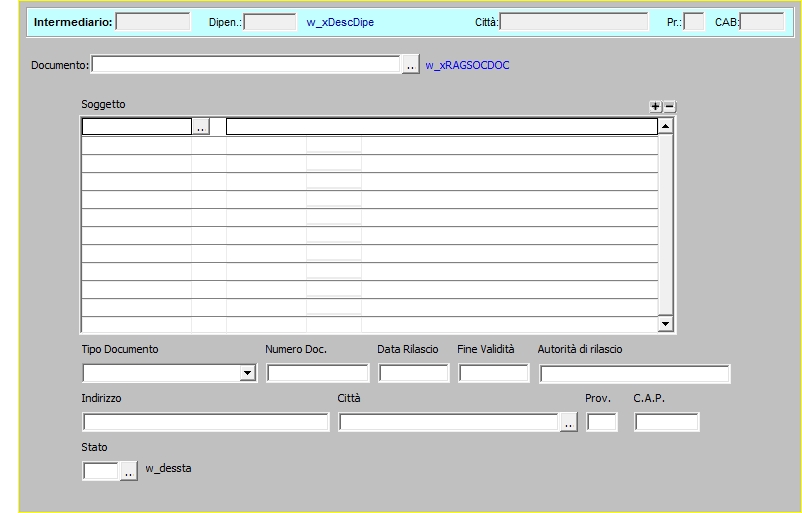 Intermediario: Dipen.: w_xDescDipe Città: Pr.: CAB:
Documento: .. w_xRAGSOCDOC
Soggetto + −
..
Tipo Documento Numero Doc. Data Rilascio Fine Validità Autorità di rilascio
Indirizzo Città Prov. C.A.P.
..
Stato
.. w_dessta